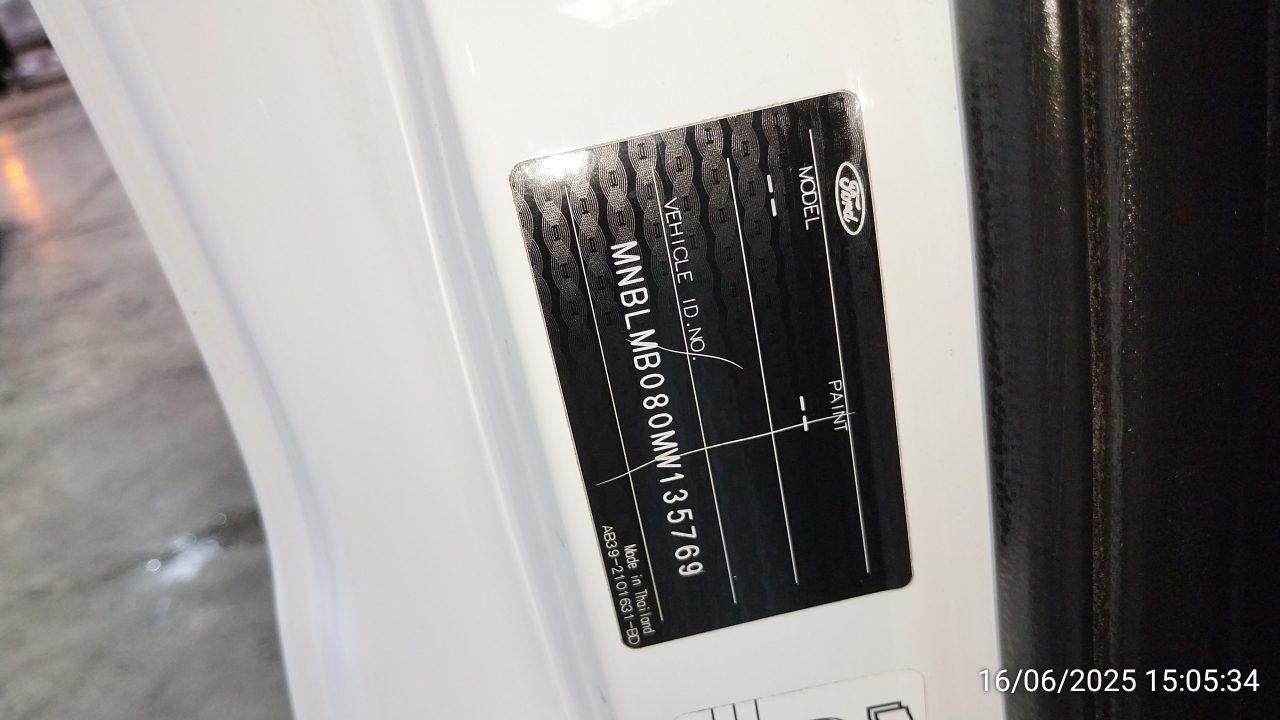 Ford
MODEL
PAINT
--
--
VEHICLE ID.NO.
MNBLMB080MW135769
Made in Thailand
AB39-2101631-BD
16/06/2025 15:05:34